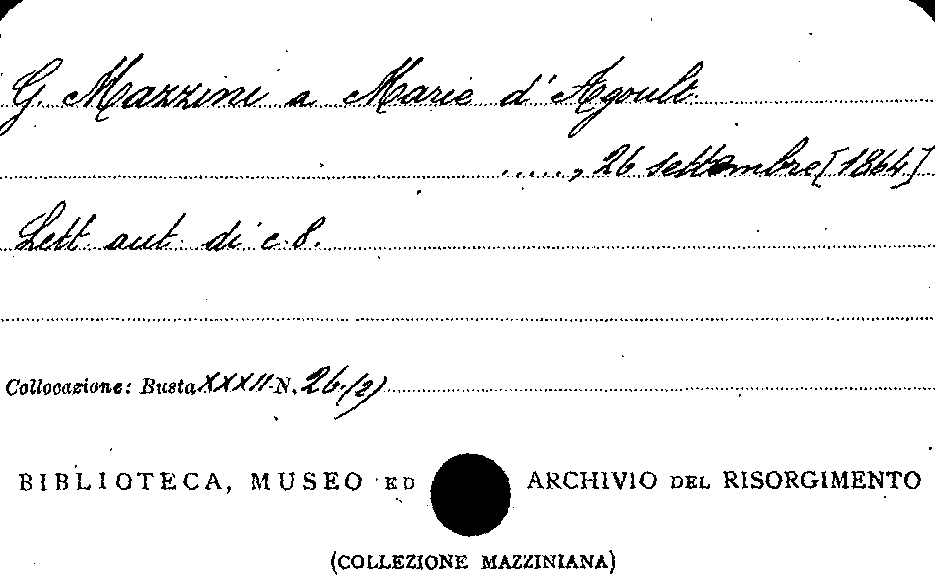 G. Mazzini a Marie d'Agoult
....., 26 settembre [1864]
Lett. aut. di c. 8.
Collocazione: Busta XXXII N. 26 (2)
BIBLIOTECA, MUSEO ED ARCHIVIO DEL RISORGIMENTO
(COLLEZIONE MAZZINIANA)